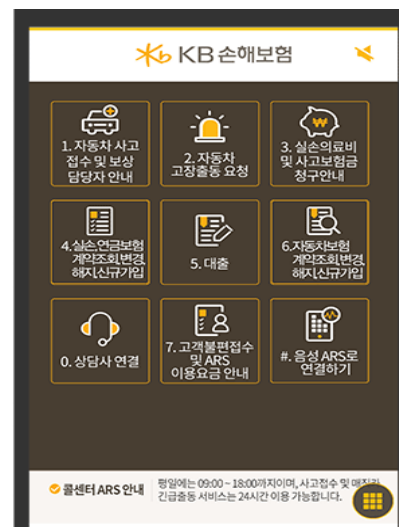 KB손해보험
1. 자동차 사고
접수 및 보상
담당자 안내
2. 자동차
고장출동 요청
3. 실손의료비
및 사고보험금
청구안내
4.실손,연금보험
계약조회,변경,
해지,신규가입
5. 대출
6.자동차보험
계약조회,변경,
해지,신규가입
0. 상담사 연결
7. 고객불편접수
및 ARS
이용요금 안내
#. 음성 ARS로
연결하기
콜센터 ARS 안내
평일에는 09:00 ~ 18:00까지이며, 사고접수 및
긴급출동 서비스는 24시간 이용 가능합니다.